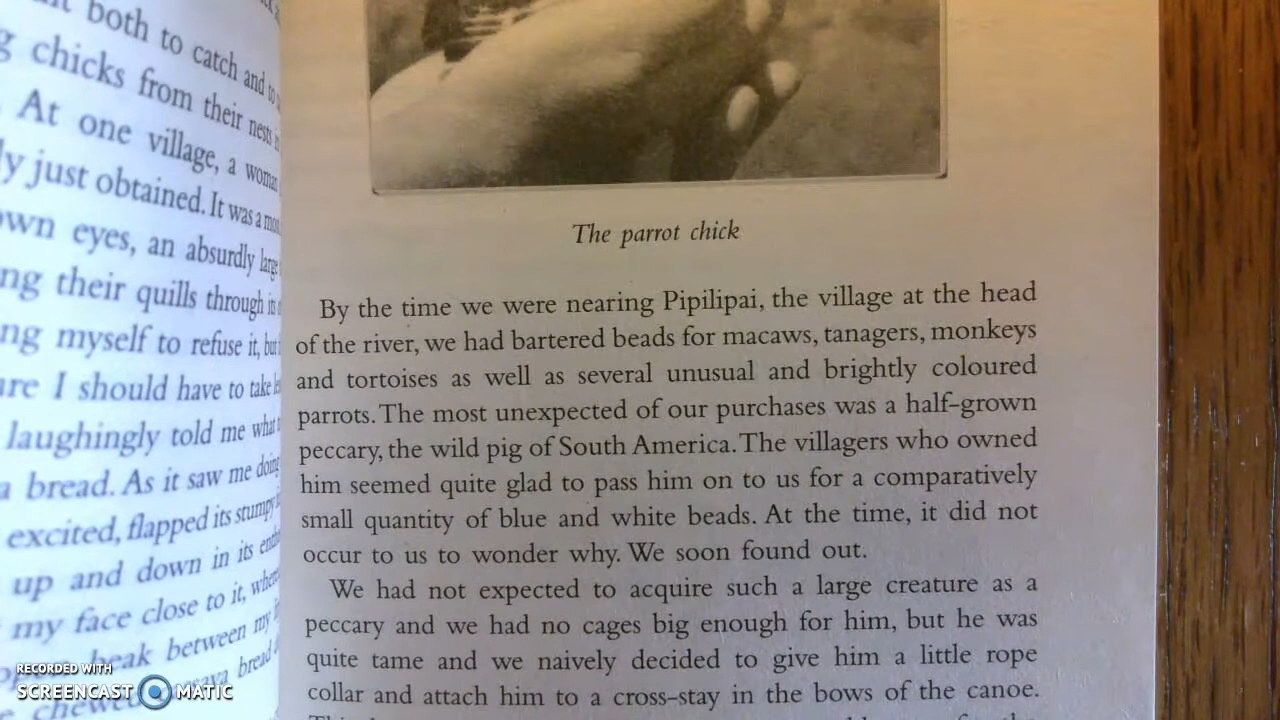 both to catch and to
chicks from their nests
At one village, a woman
just obtained. It was a
eyes, an absurdly large
their quills through
myself to refuse it, but
I should have to take
laughingly told me what
a bread. As it saw me doing
excited, flapped its stumpy
up and down in its
my face close to it,
beak between my
bread
chewed
The parrot chick
By the time we were nearing Pipilipai, the village at the head
of the river, we had bartered beads for macaws, tanagers, monkeys
and tortoises as well as several unusual and brightly coloured
parrots. The most unexpected of our purchases was a half-grown
peccary, the wild pig of South America. The villagers who owned
him seemed quite glad to pass him on to us for a comparatively
small quantity of blue and white beads. At the time, it did not
occur to us to wonder why. We soon found out.
We had not expected to acquire such a large creature as a
peccary and we had no cages big enough for him, but he was
quite tame and we naively decided to give him a little rope
collar and attach him to a cross-stay in the bows of the canoe.
RECORDED WITH
SCREENCAST MATIC